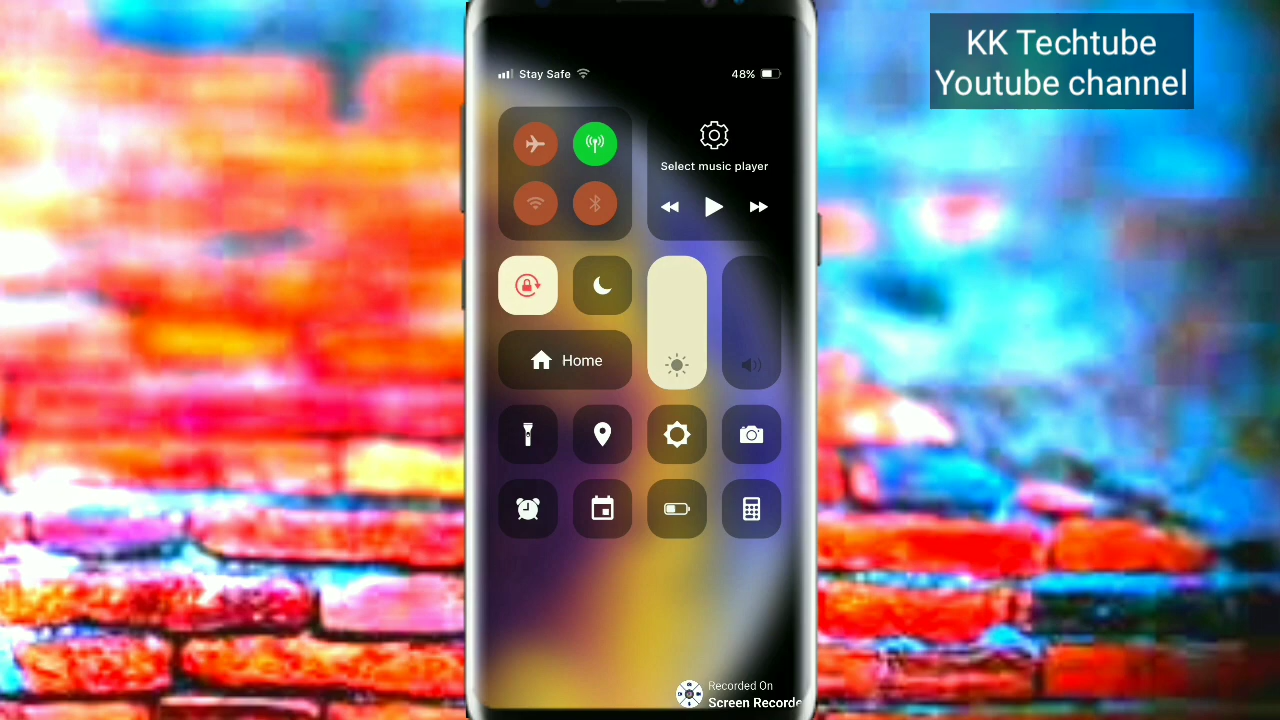 KK Techtube
Youtube channel
Stay Safe
48%
Select music player
Home
Recorded On
Screen Recorde